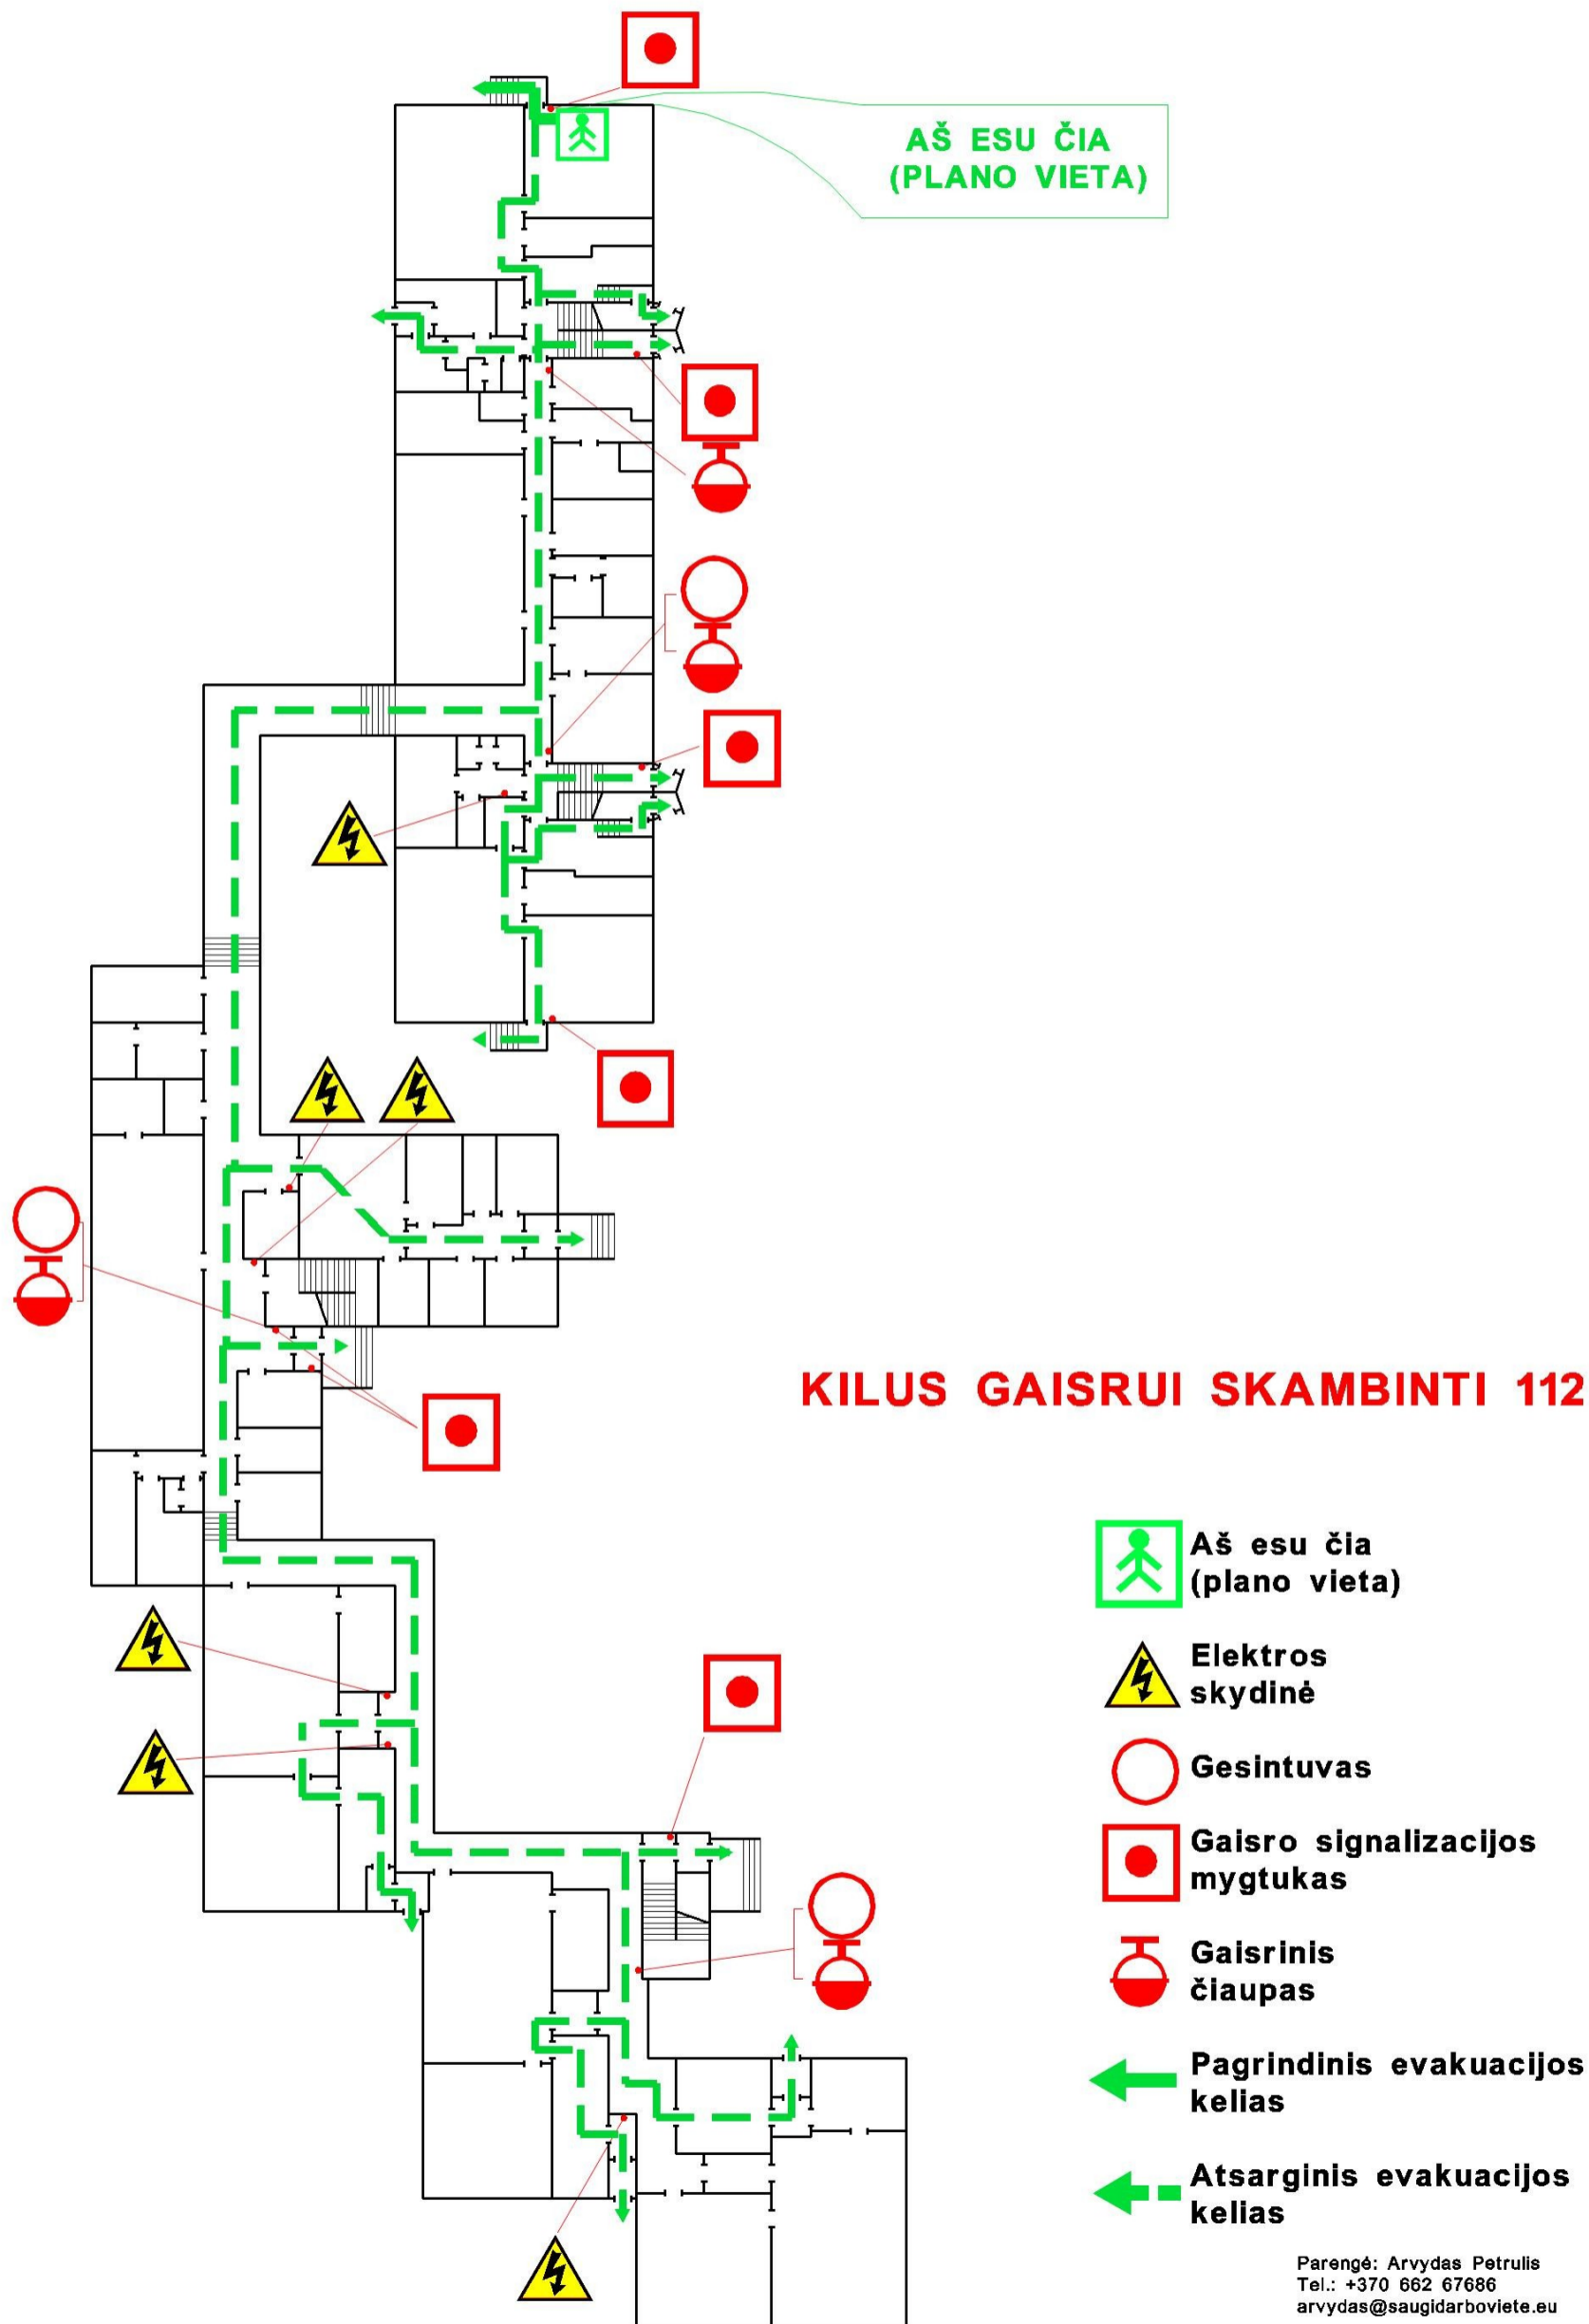 AŠ ESU ČIA
(PLANO VIETA)
KILUS GAISRUI SKAMBINTI 112
Aš esu čia
(plano vieta)
Elektros
skydinė
Gesintuvas
Gaisro signalizacijos
mygtukas
Gaisrinis
čiaupas
Pagrindinis evakuacijos
kelias
Atsarginis evakuacijos
kelias
Parengė: Arvydas Petrulis
Tel.: +370 662 67686
arvydas@saugidarboviete.eu